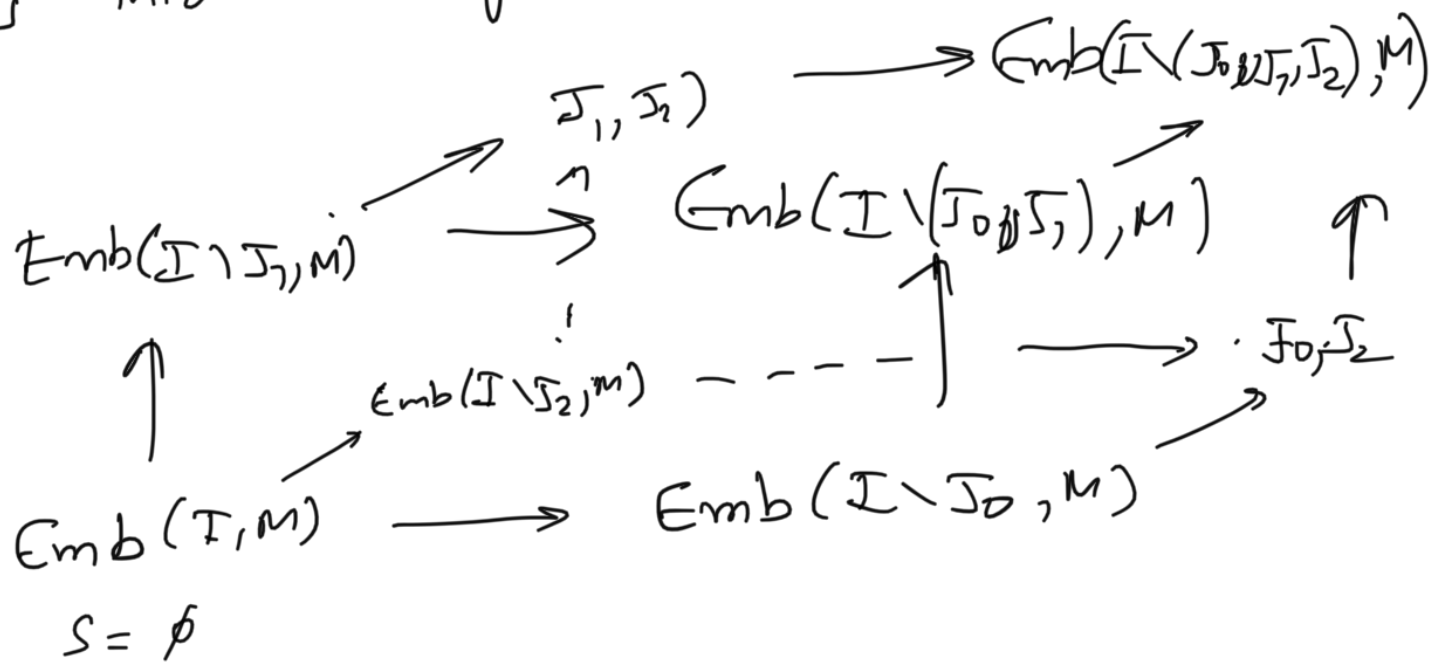 Emb(I\(J₀∪J₁,J₂),M)
J₁, J₂)
Emb(I\(J₀∪J₁),M)
Emb(I\J₁,M)
J₀,J₂
Emb(I\J₂,M)
Emb(I\J₀,M)
Emb(I,M)
S = ∅